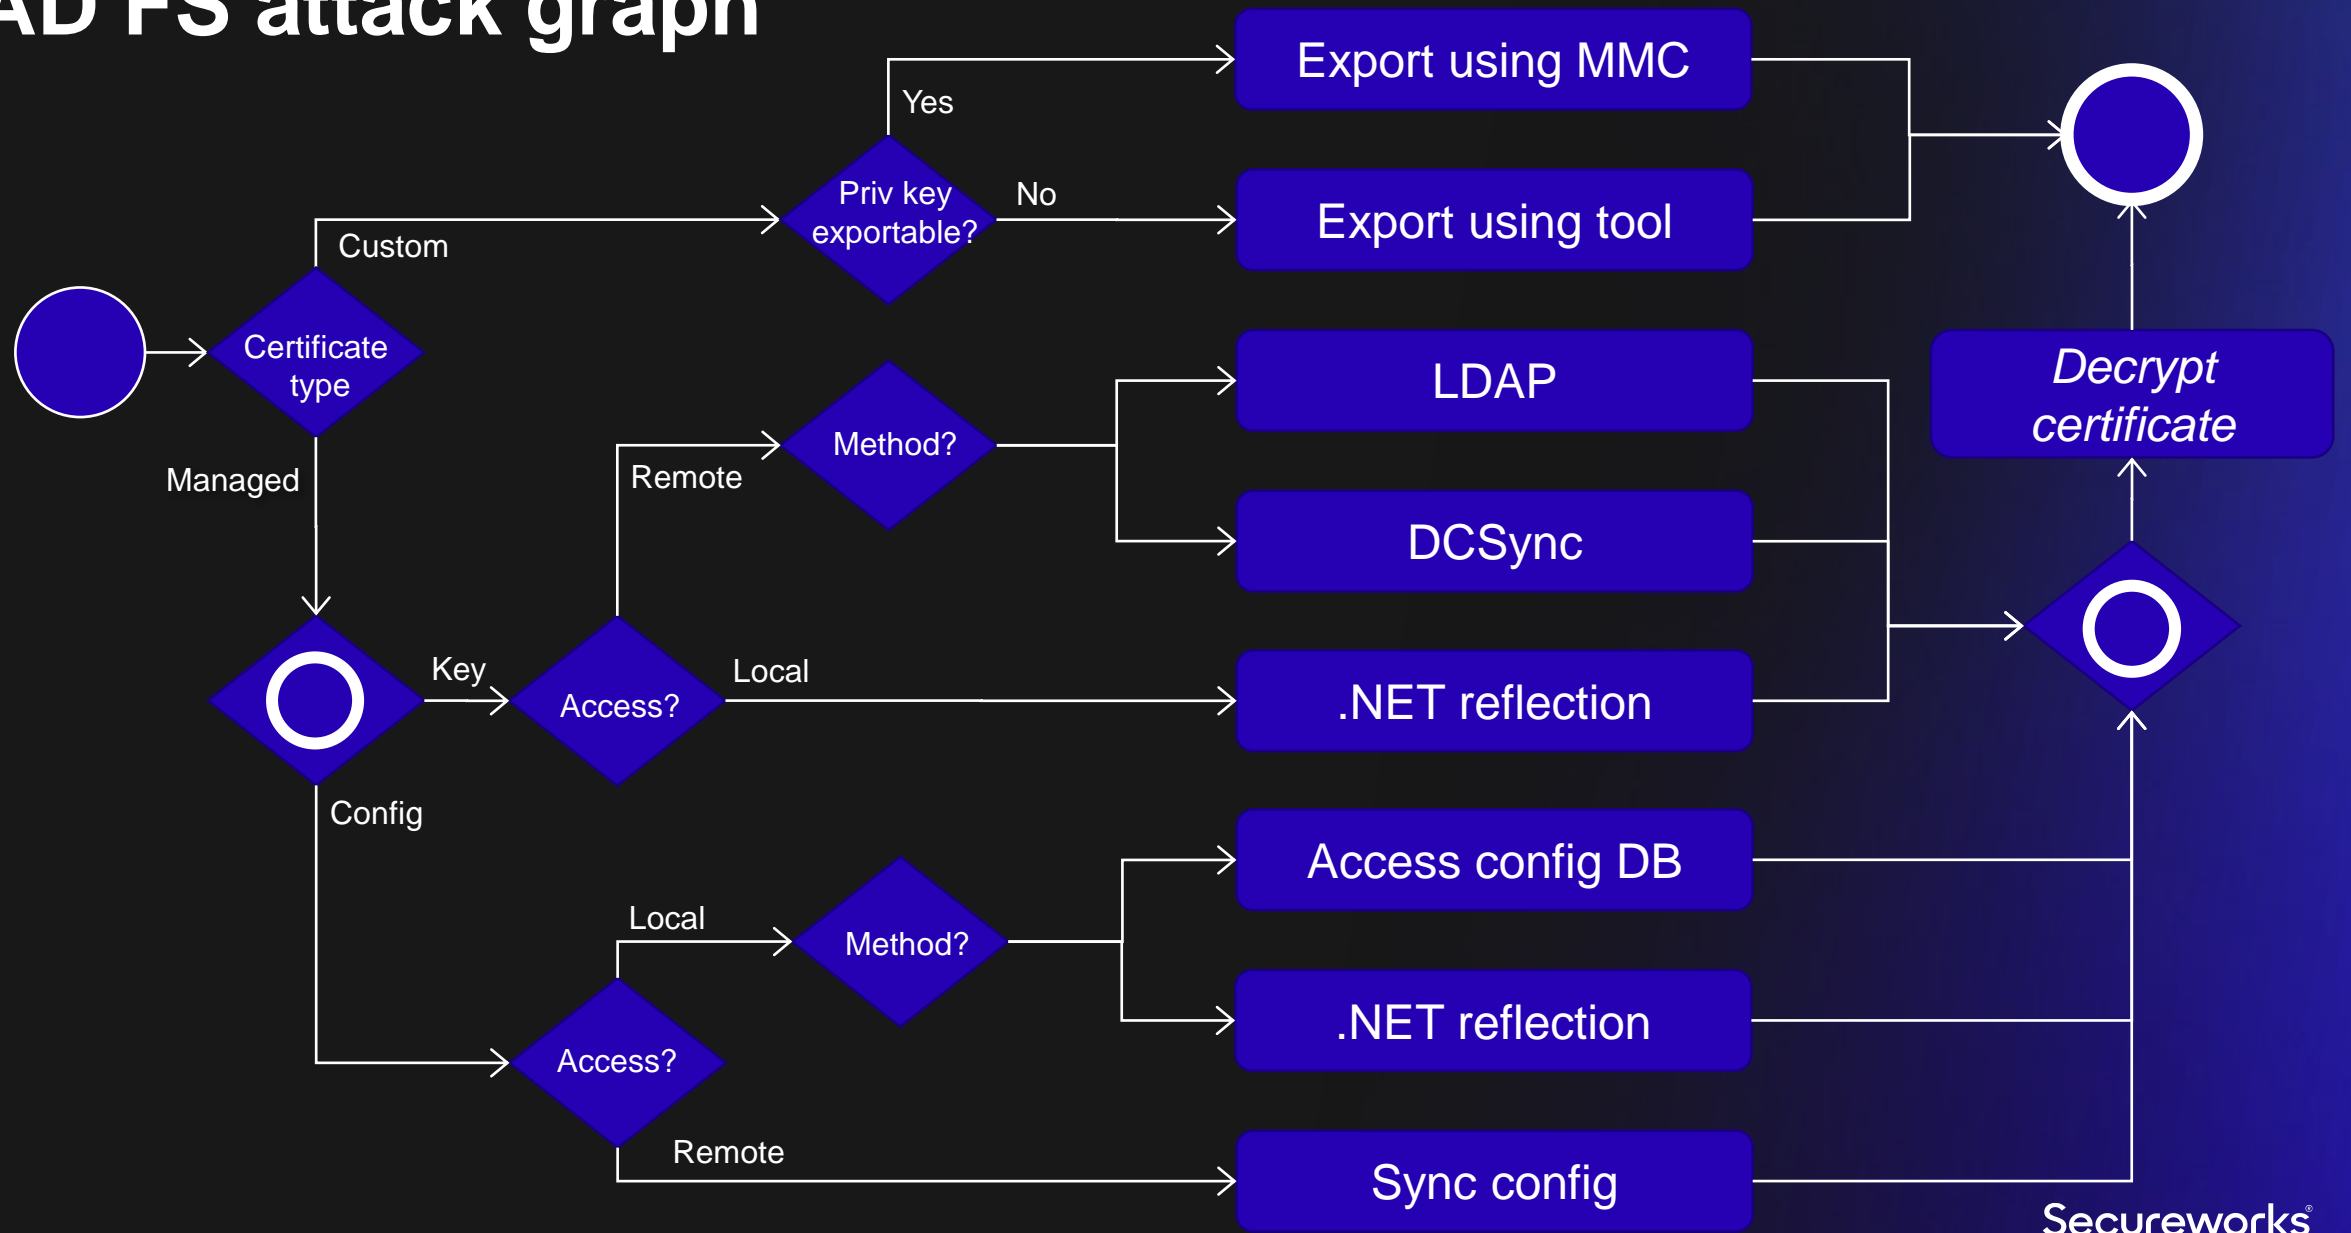 AD FS attack graph
Export using MMC
Yes
Priv key
exportable?
No
Export using tool
Custom
Certificate
type
LDAP
Decrypt
certificate
Method?
Remote
Managed
DCSync
Key
Access?
Local
.NET reflection
Config
Access config DB
Local
Method?
.NET reflection
Access?
Remote
Sync config
Secureworks®